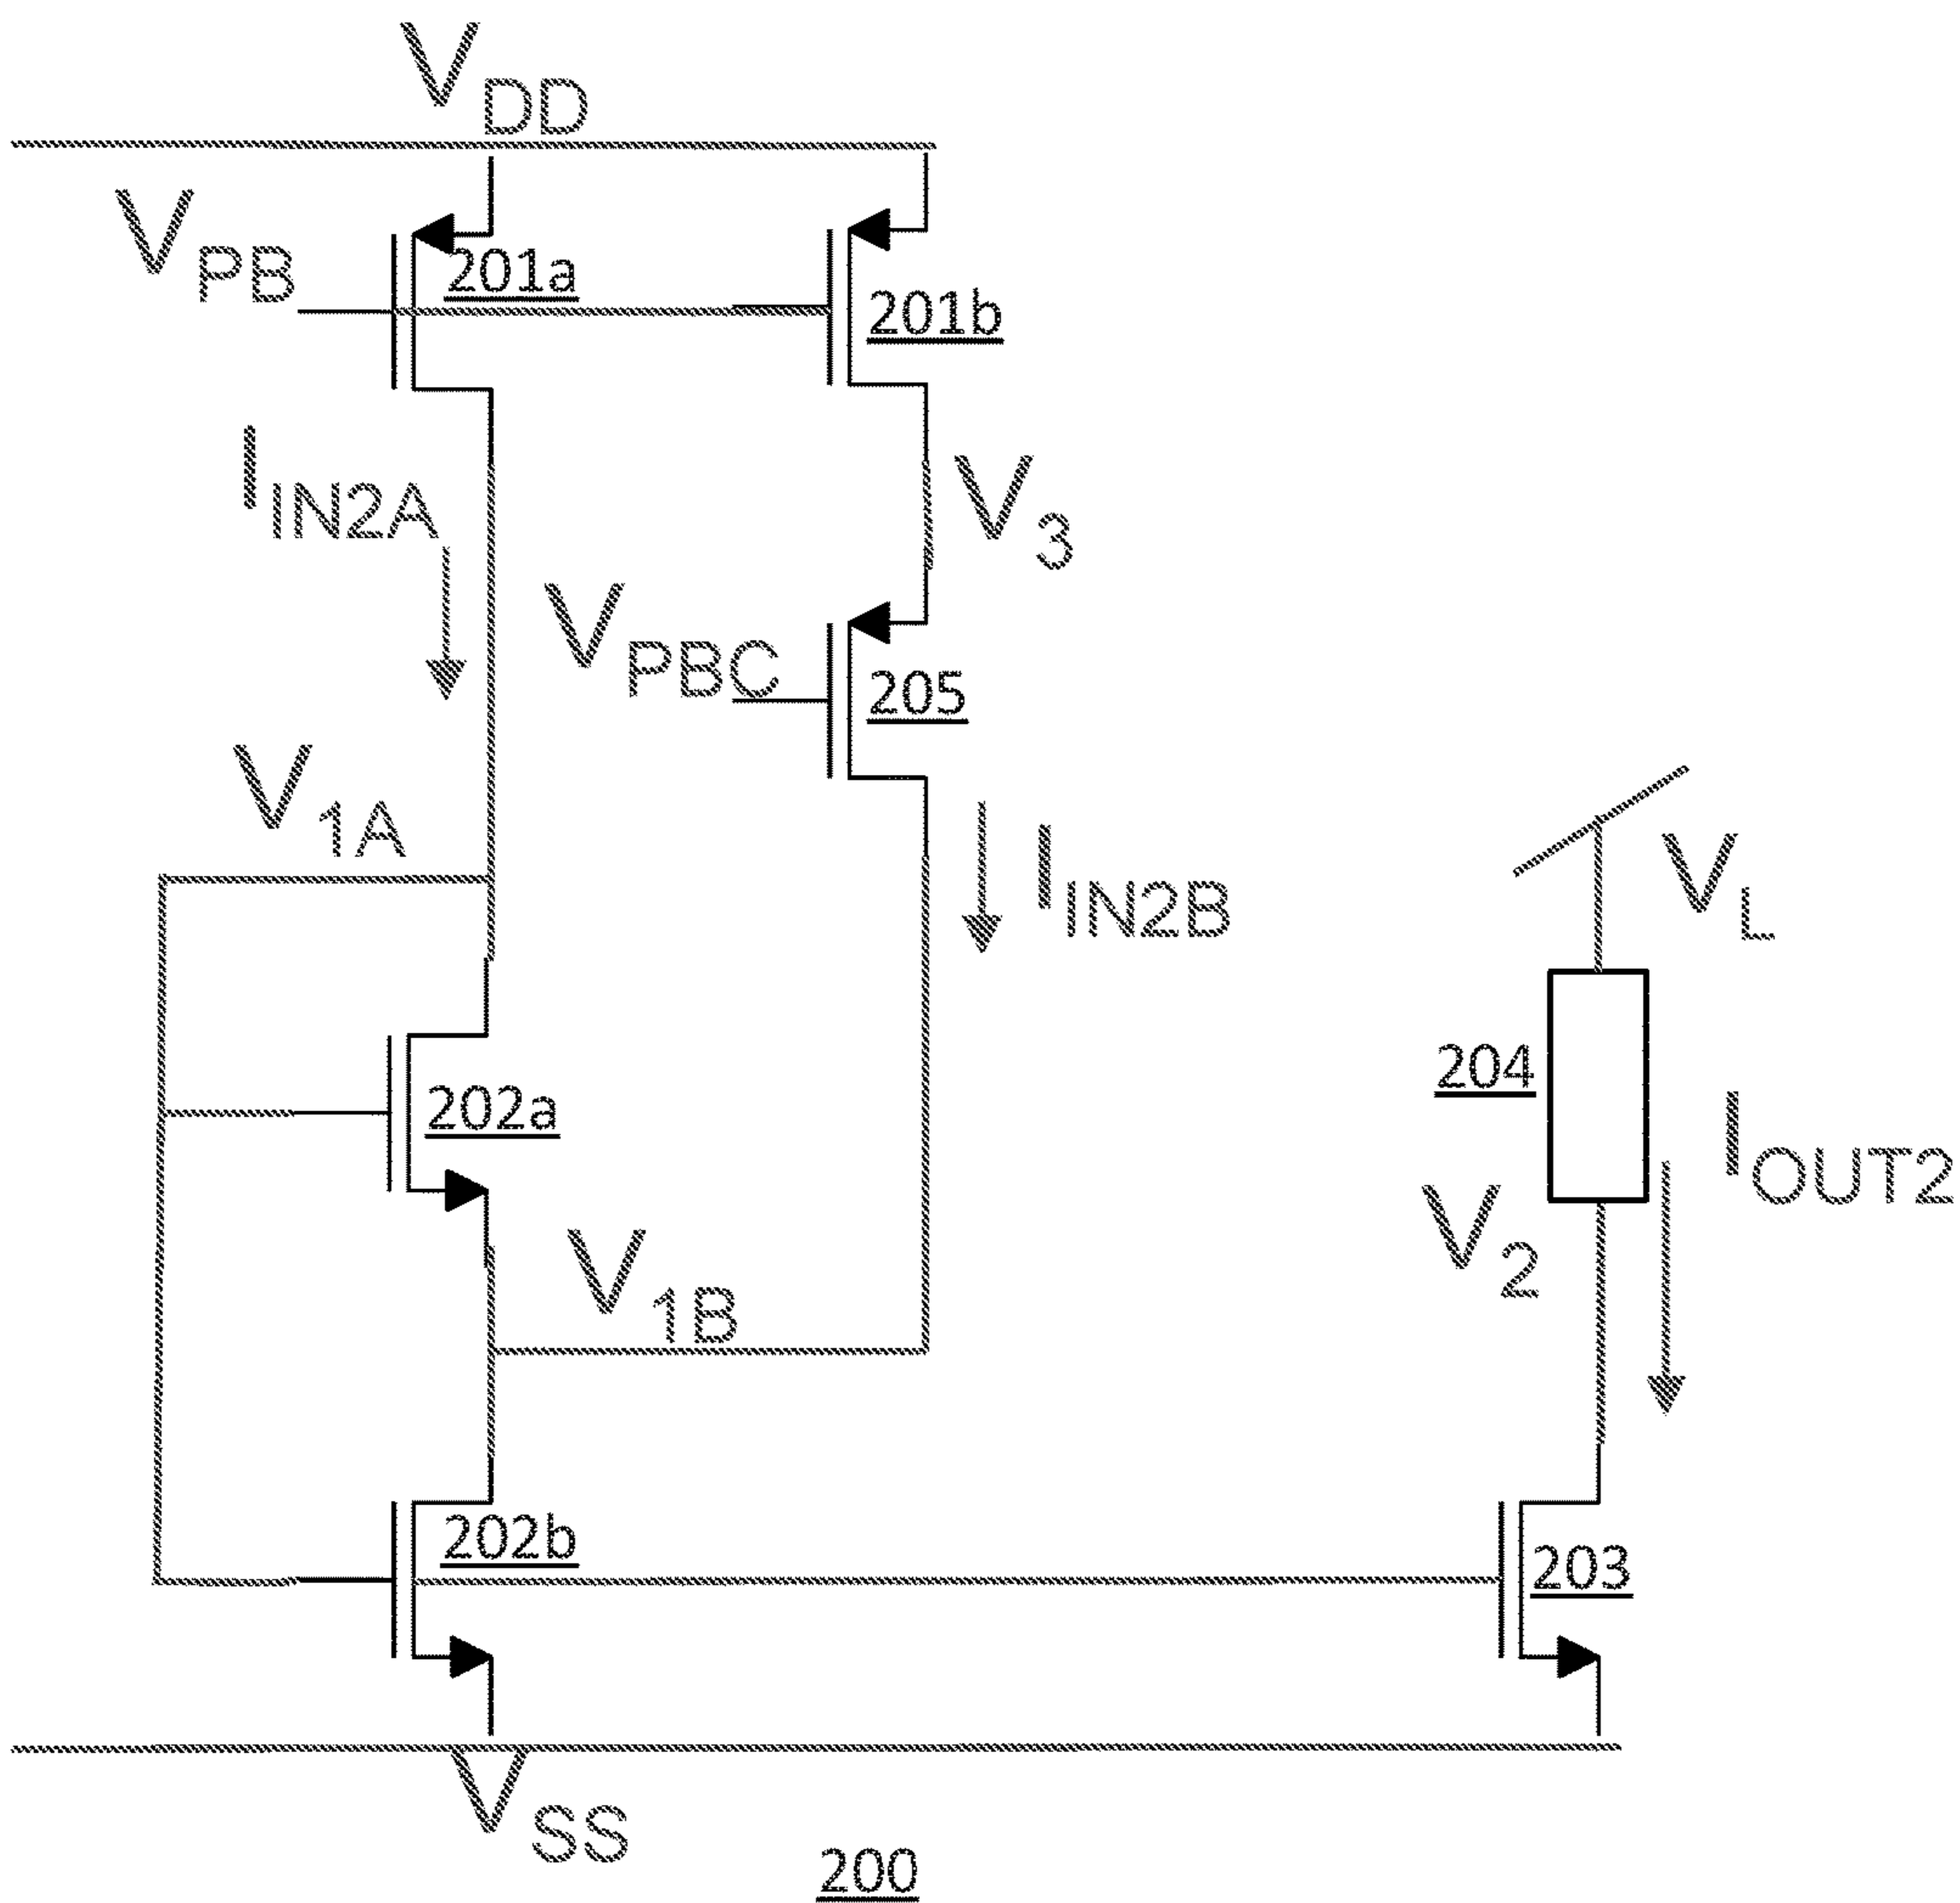 VDD
VPB
201a
201b
IIN2A
V3
VPBC
205
V1A
IIN2B
VL
204
202a
IOUT2
V2
V1B
202b
203
VSS
200